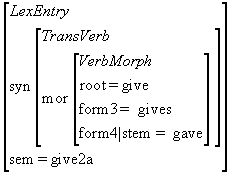 LexEntry
TransVerb
VerbMorph
root=give
syn
mor
form3= gives
form4|stem = gave
sem=give2a